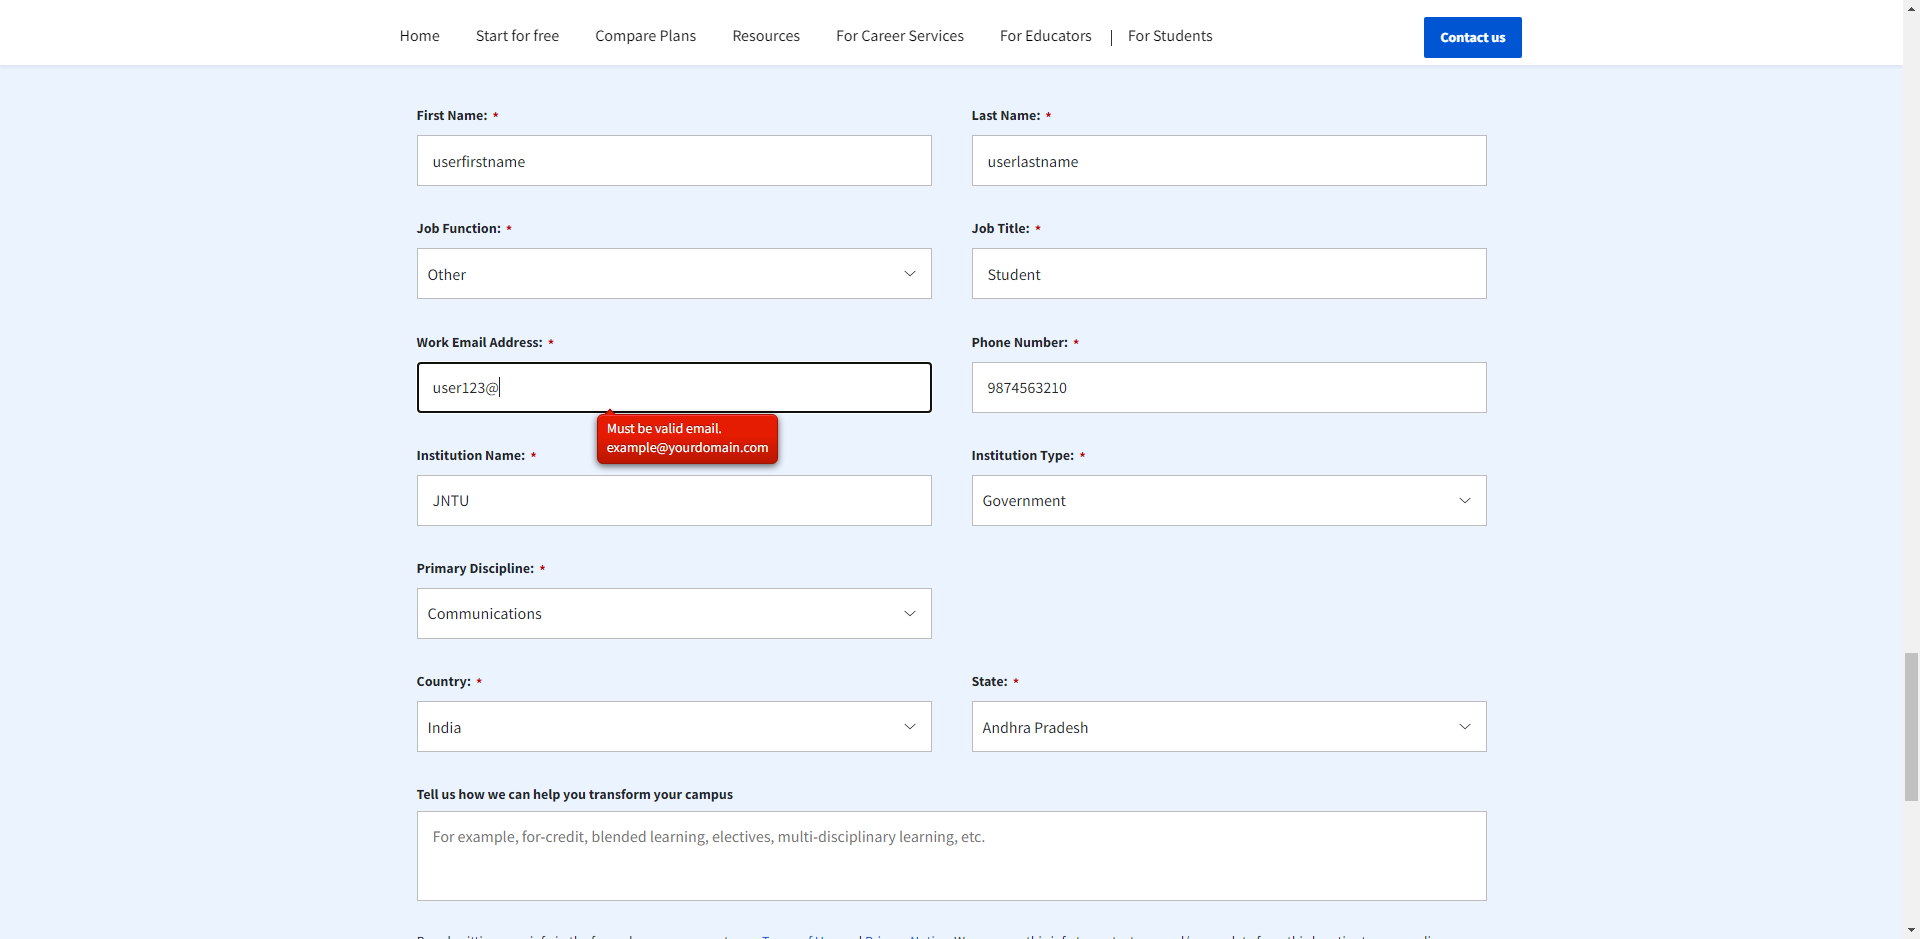 Home Start for free Compare Plans Resources For Career Services For Educators | For Students Contact us
First Name: * Last Name: *
userfirstname userlastname
Job Function: * Job Title: *
Other Student
Work Email Address: * Phone Number: *
user123@ 9874563210
Must be valid email.
example@yourdomain.com
Institution Name: * Institution Type: *
JNTU Government
Primary Discipline: *
Communications
Country: * State: *
India Andhra Pradesh
Tell us how we can help you transform your campus
For example, for-credit, blended learning, electives, multi-disciplinary learning, etc.